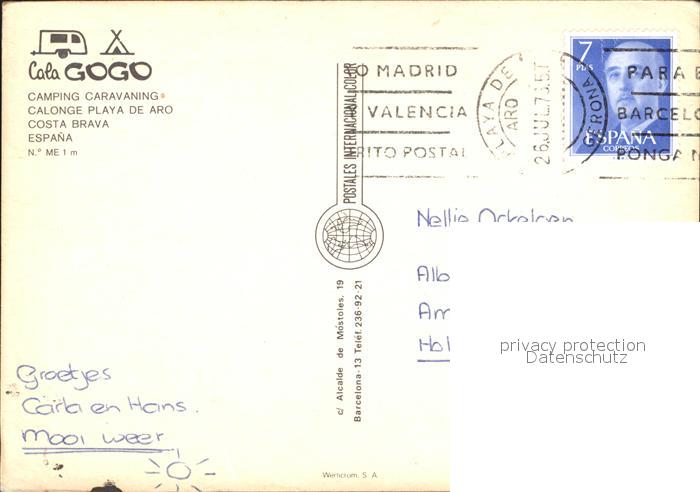 Cala GOGO
CAMPING CARAVANING
CALONGE PLAYA DE ARO
COSTA BRAVA
ESPAÑA
N.º ME 1 m
POSTALES INTERNACIONAL COLOR
O MADRID
VALENCIA
RITO POSTAL
PLAYA DE
ARO
26 JUL 73
GERONA
7
PTAS
ESPAÑA
CORREOS
PARA
BARCELO
PONGA
Nellie
Alb
Am
Hol
privacy protection
Datenschutz
c/ Alcalde de Móstoles, 19
Barcelona-13 Teléf. 236-92-21
Groetjes
Carla en Hans.
Mooi weer
Werticrom, S. A.